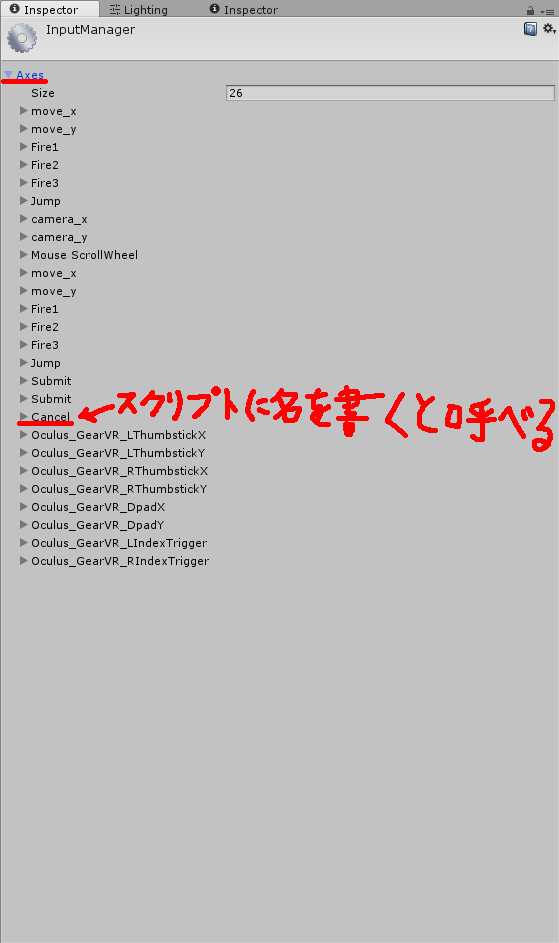 Inspector Lighting Inspector
InputManager
Axes
Size 26
move_x
move_y
Fire1
Fire2
Fire3
Jump
camera_x
camera_y
Mouse ScrollWheel
move_x
move_y
Fire1
Fire2
Fire3
Jump
Submit
Submit
Cancel ←スクリプトに名を書くと呼べる
Oculus_GearVR_LThumbstickX
Oculus_GearVR_LThumbstickY
Oculus_GearVR_RThumbstickX
Oculus_GearVR_RThumbstickY
Oculus_GearVR_DpadX
Oculus_GearVR_DpadY
Oculus_GearVR_LIndexTrigger
Oculus_GearVR_RIndexTrigger